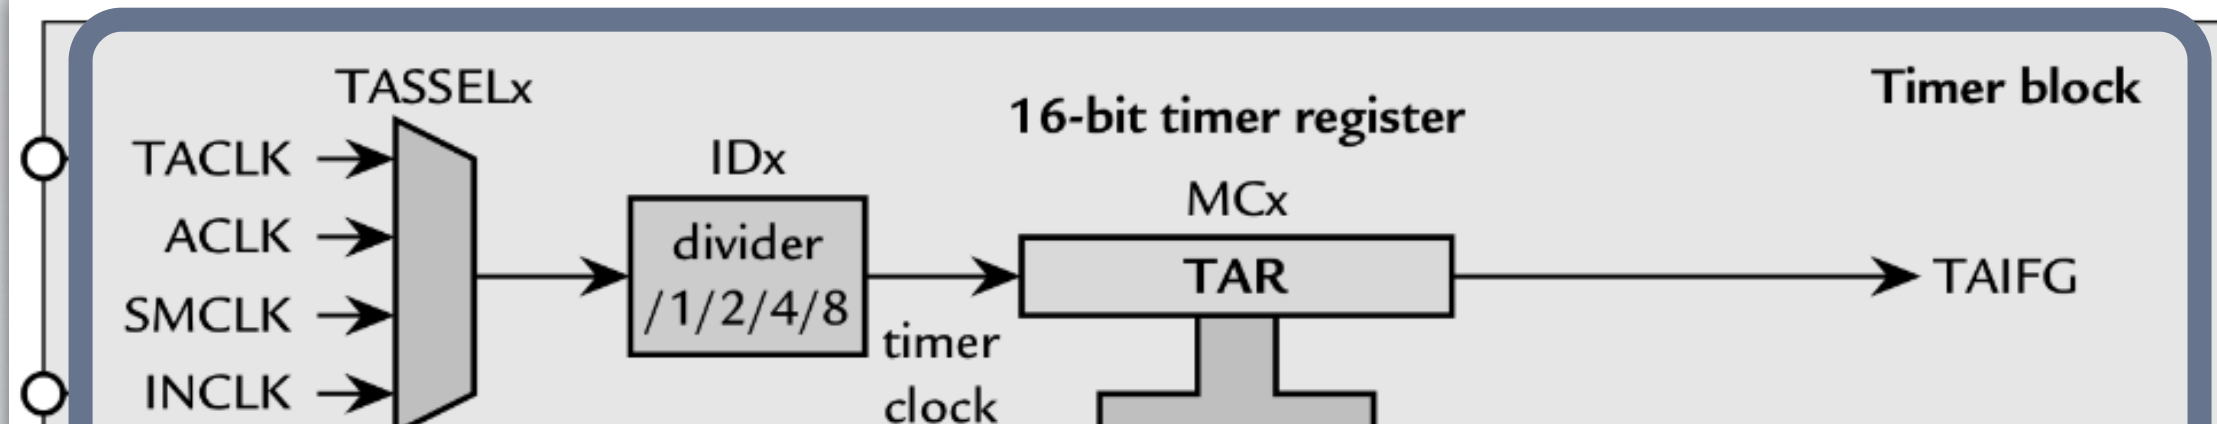 TASSELx
Timer block
16-bit timer register
TACLK
IDx
MCx
ACLK
divider
/1/2/4/8
TAR
TAIFG
SMCLK
timer
clock
INCLK